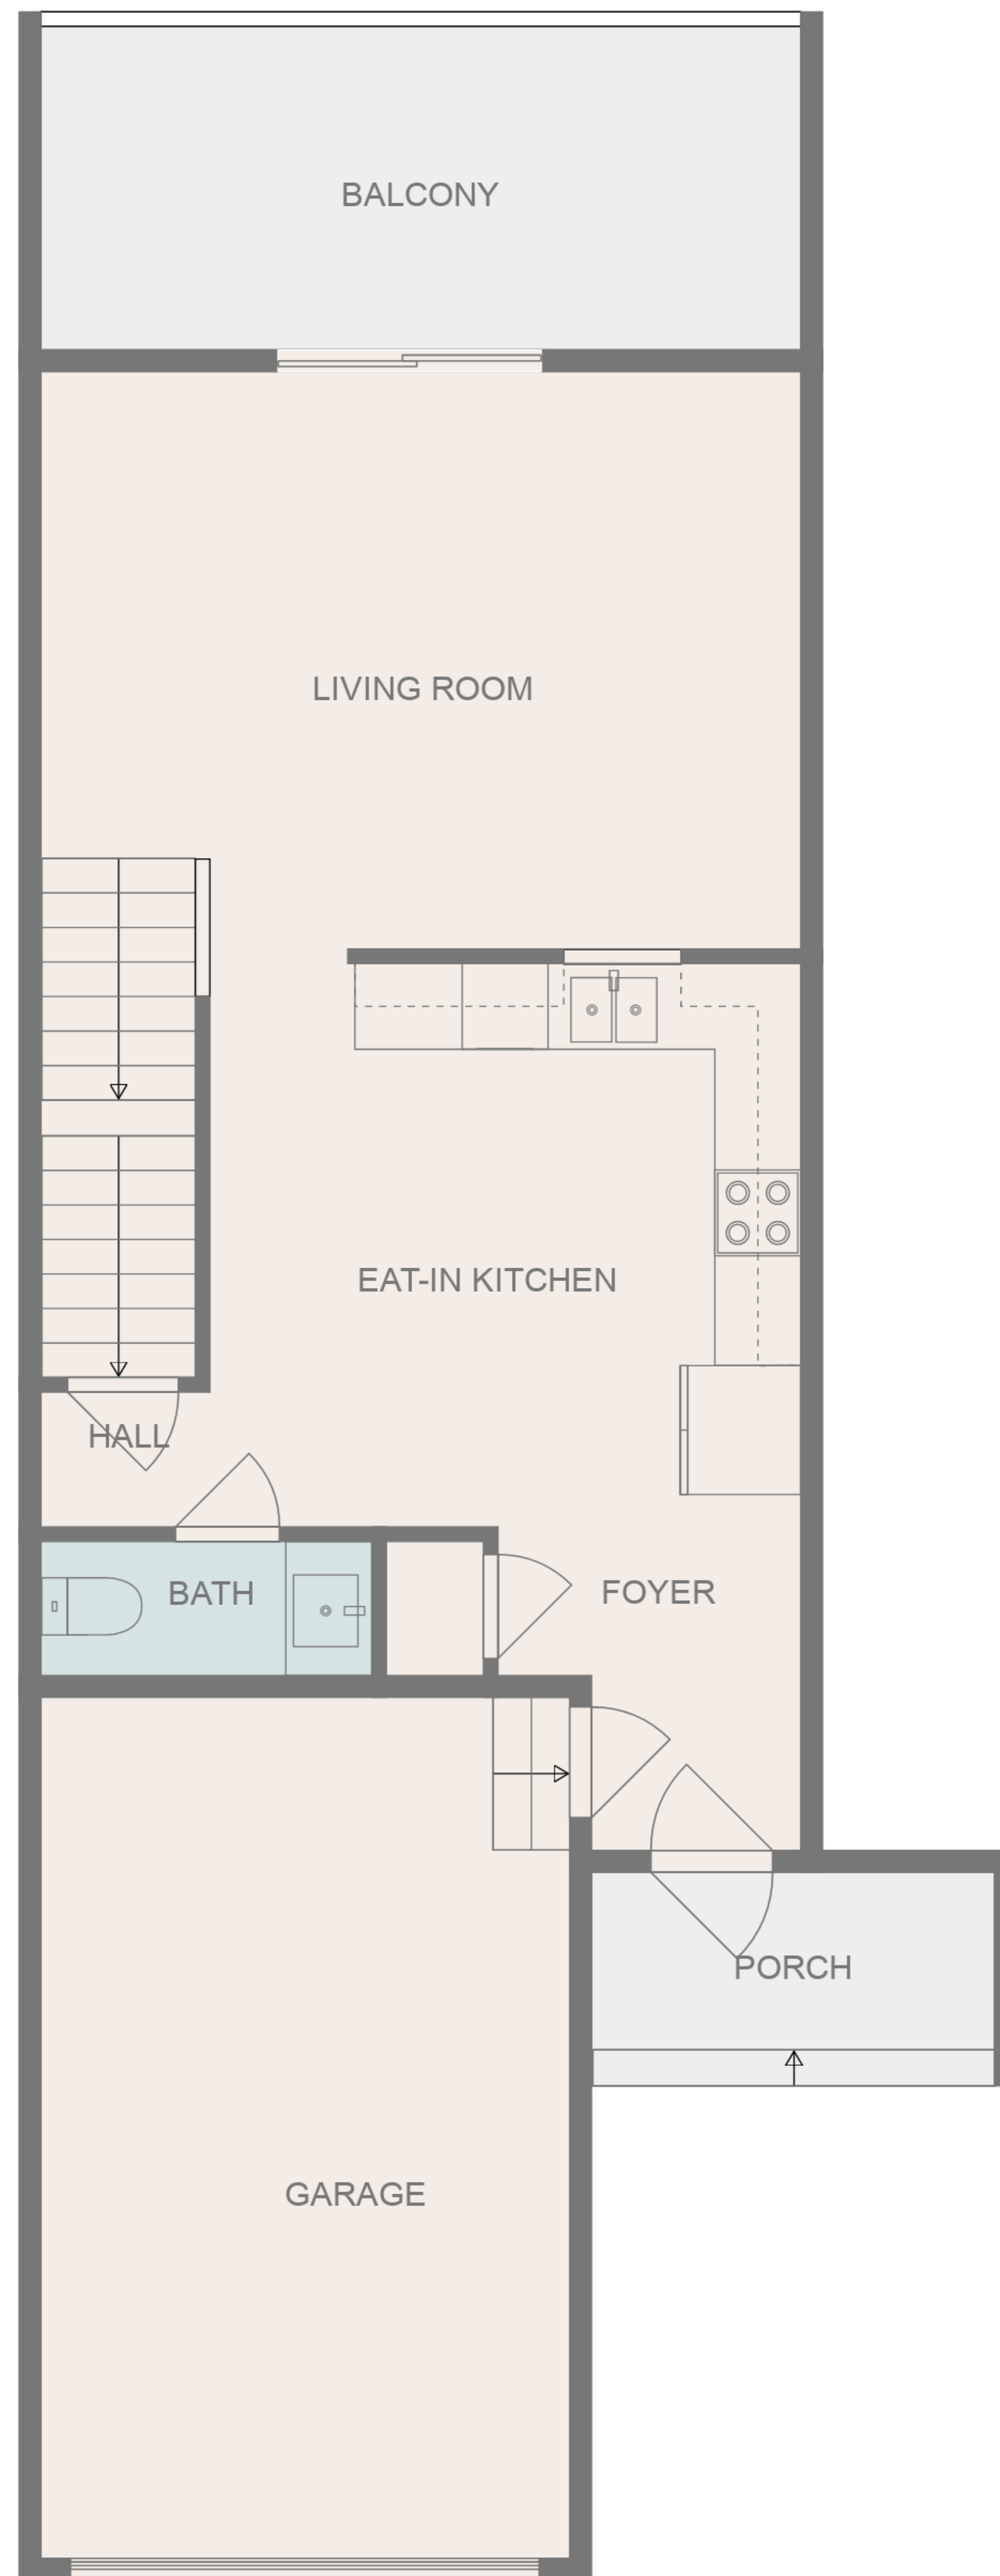 BALCONY
LIVING ROOM
EAT-IN KITCHEN
HALL
BATH
FOYER
PORCH
GARAGE